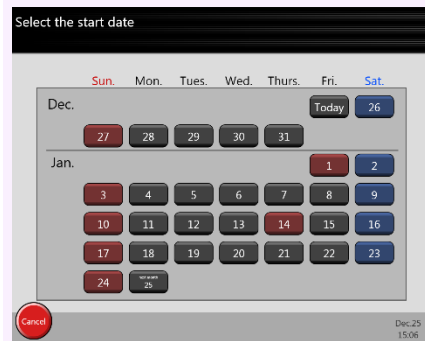 Select the start date
Sun. Mon. Tues. Wed. Thurs. Fri. Sat.
Dec. Today 26
27 28 29 30 31
Jan. 1 2
3 4 5 6 7 8 9
10 11 12 13 14 15 16
17 18 19 20 21 22 23
24 25
Cancel
Dec.25
15:06